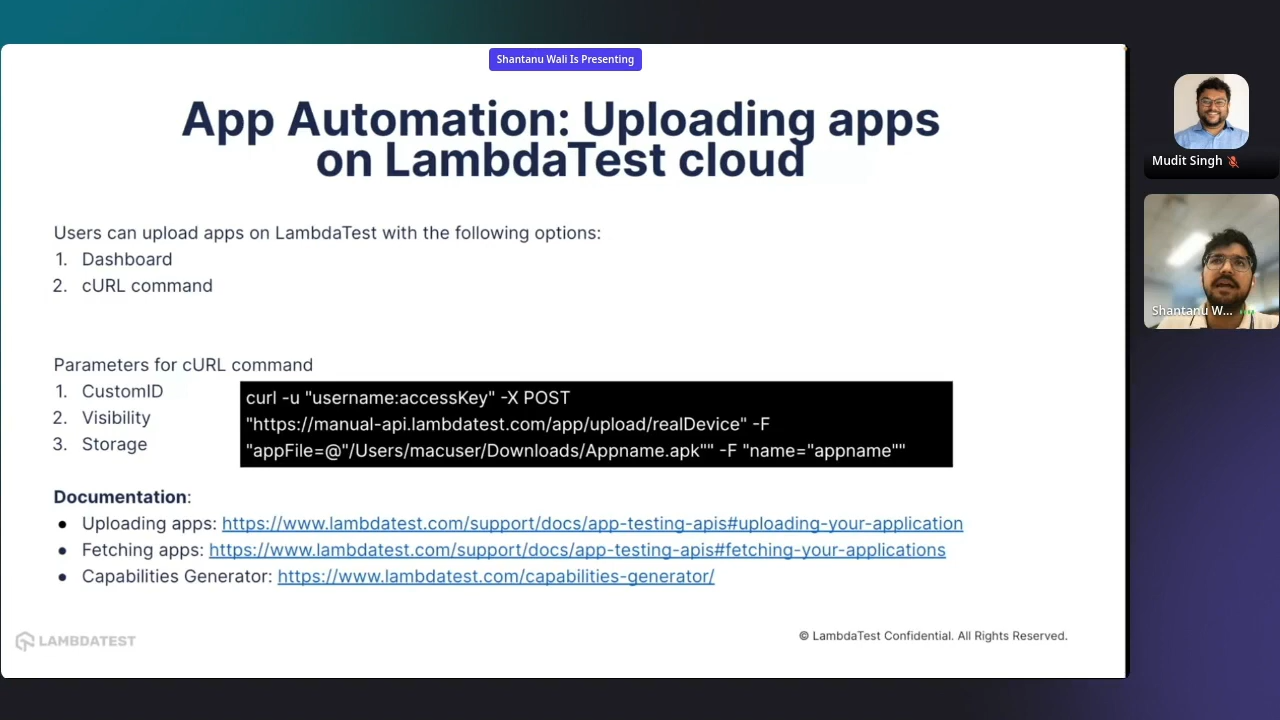 Shantanu Wali Is Presenting
App Automation: Uploading apps
on LambdaTest cloud
Users can upload apps on LambdaTest with the following options:
1. Dashboard
2. cURL command
Parameters for cURL command
1. CustomID
2. Visibility
3. Storage
curl -u "username:accessKey" -X POST
"https://manual-api.lambdatest.com/app/upload/realDevice" -F
"appFile=@"/Users/macuser/Downloads/Appname.apk"" -F "name="appname""
Documentation:
● Uploading apps: https://www.lambdatest.com/support/docs/app-testing-apis#uploading-your-application
● Fetching apps: https://www.lambdatest.com/support/docs/app-testing-apis#fetching-your-applications
● Capabilities Generator: https://www.lambdatest.com/capabilities-generator/
LAMBDATEST
© LambdaTest Confidential. All Rights Reserved.
Mudit Singh
Shantanu W...